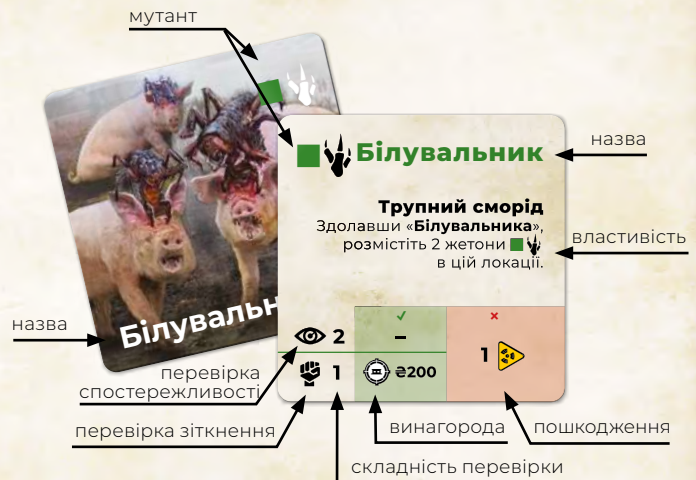 мутант
Білувальник
назва
Трупний сморід
Здолавши «Білувальника»,
розмістіть 2 жетони
в цій локації.
властивість
назва
Білувальн
2
–
1
₴200
1
перевірка
спостережливості
перевірка зіткнення
винагорода
пошкодження
складність перевірки